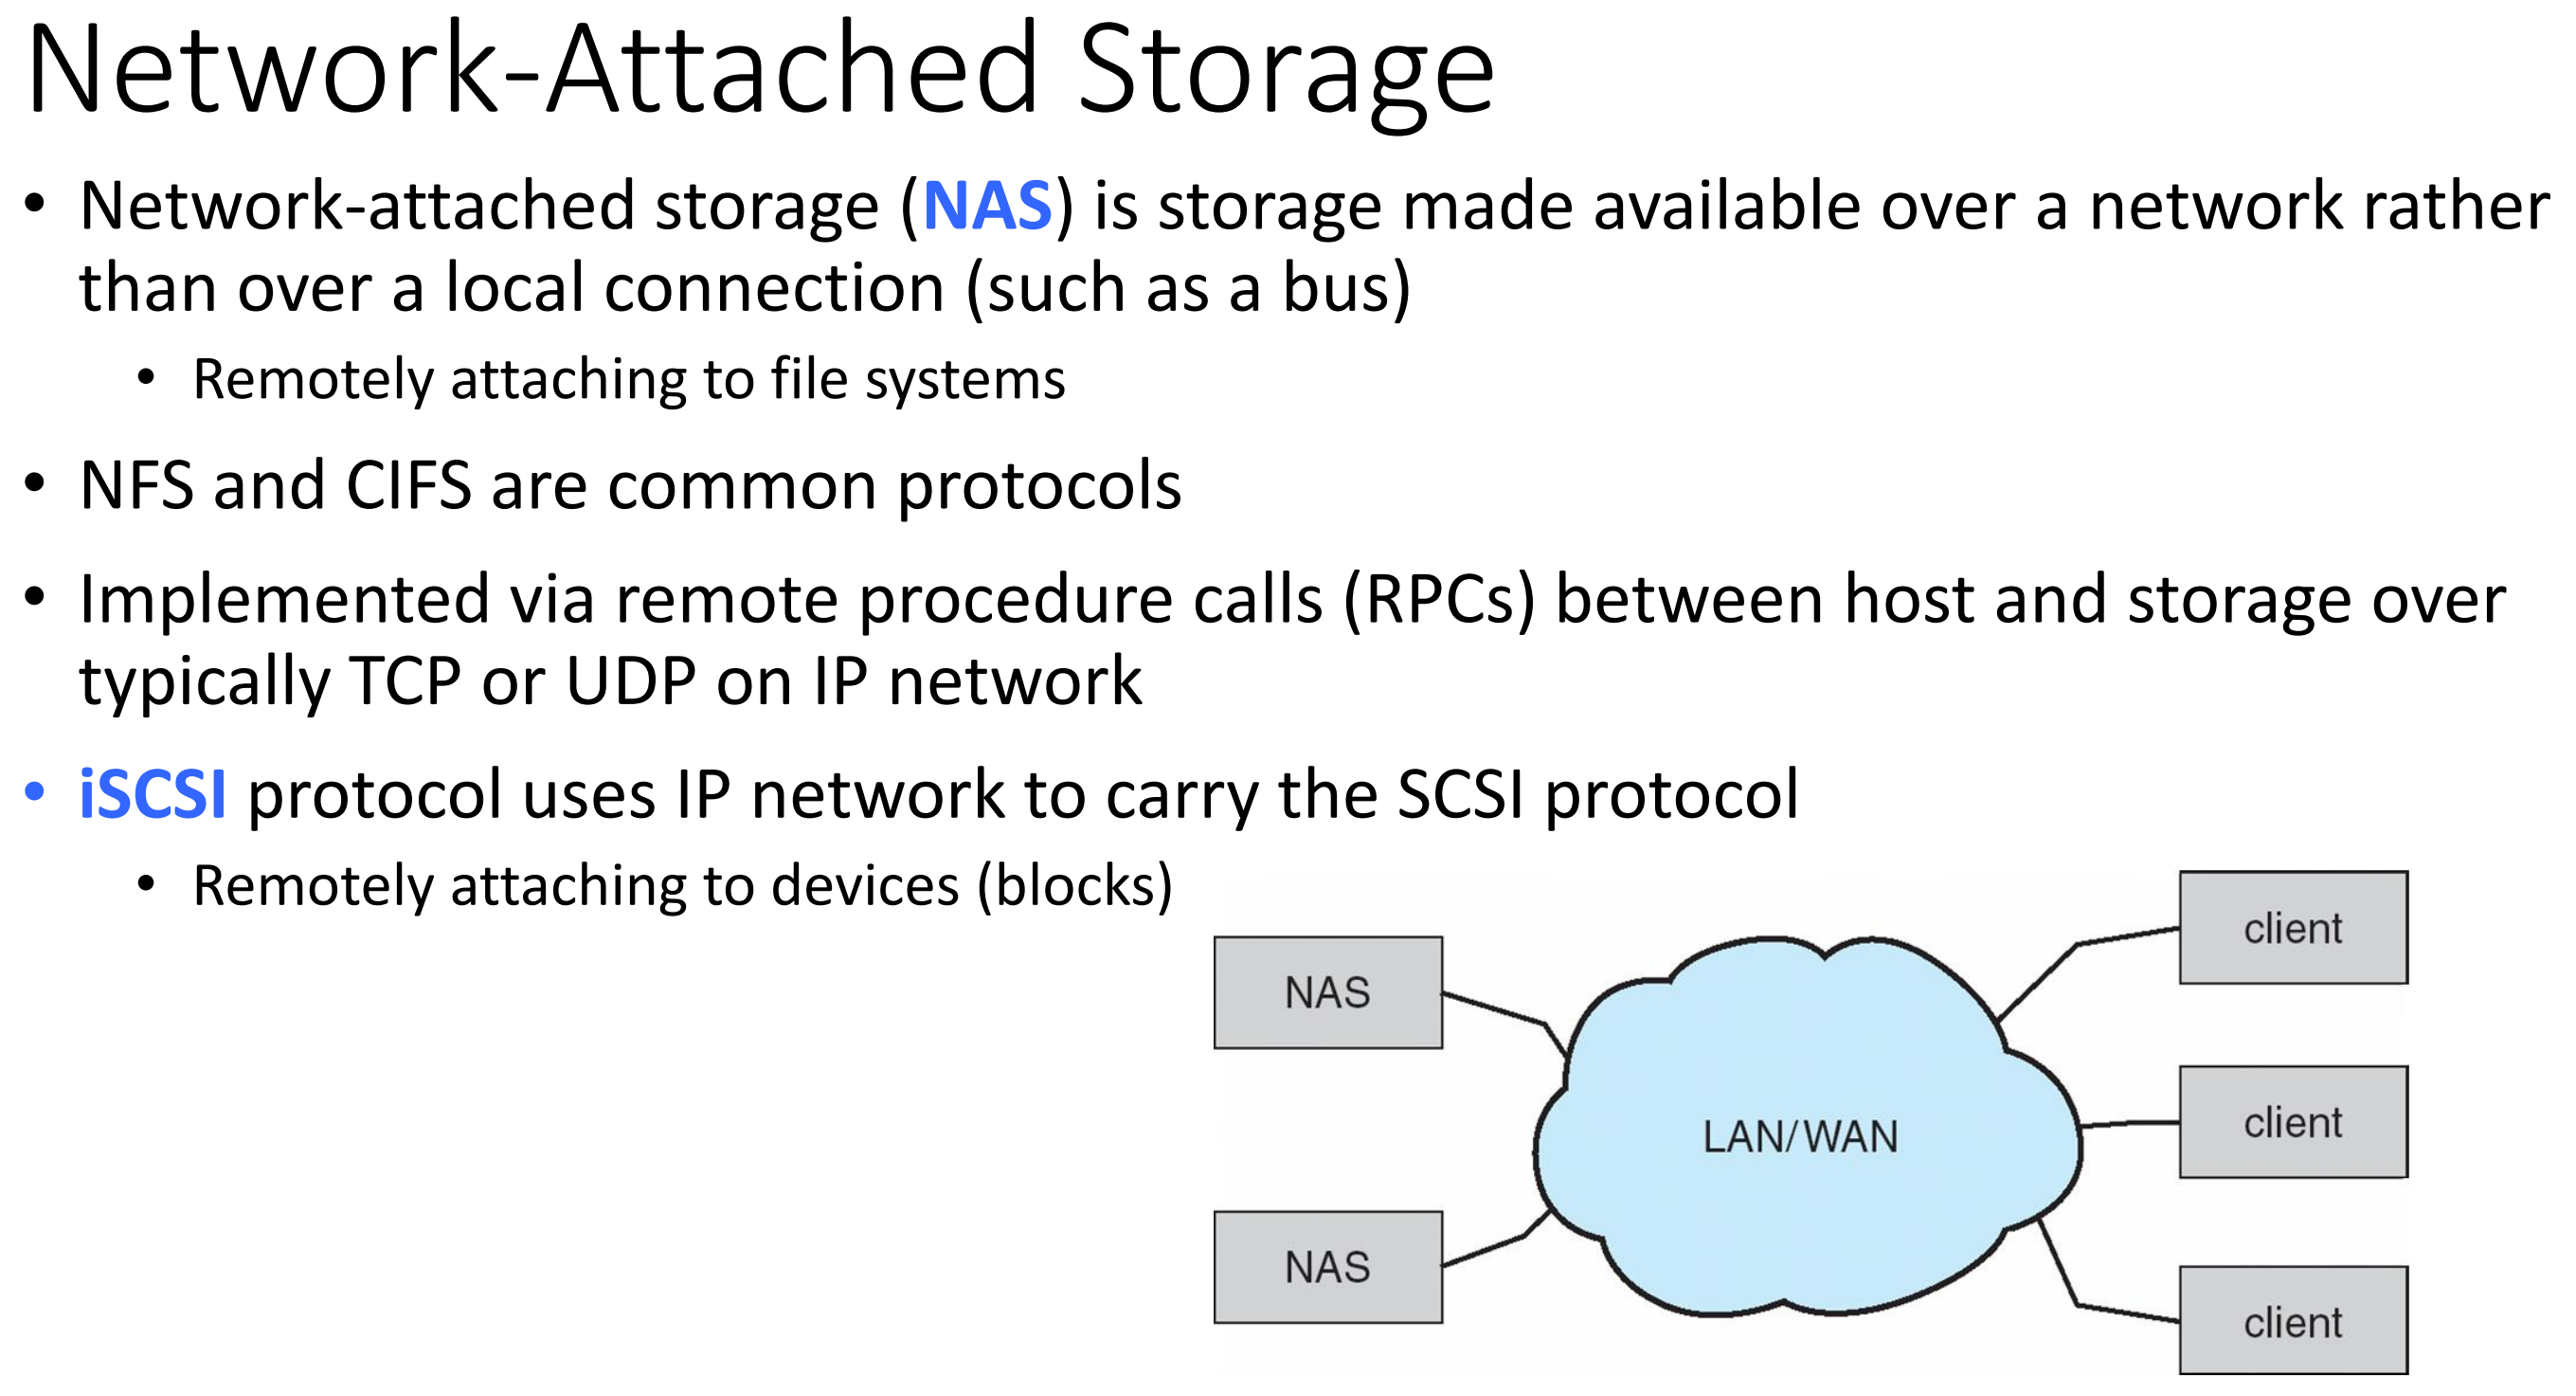 Network-Attached Storage
• Network-attached storage (NAS) is storage made available over a network rather
than over a local connection (such as a bus)
• Remotely attaching to file systems
• NFS and CIFS are common protocols
• Implemented via remote procedure calls (RPCs) between host and storage over
typically TCP or UDP on IP network
• iSCSI protocol uses IP network to carry the SCSI protocol
• Remotely attaching to devices (blocks)
NAS
NAS
LAN/WAN
client
client
client